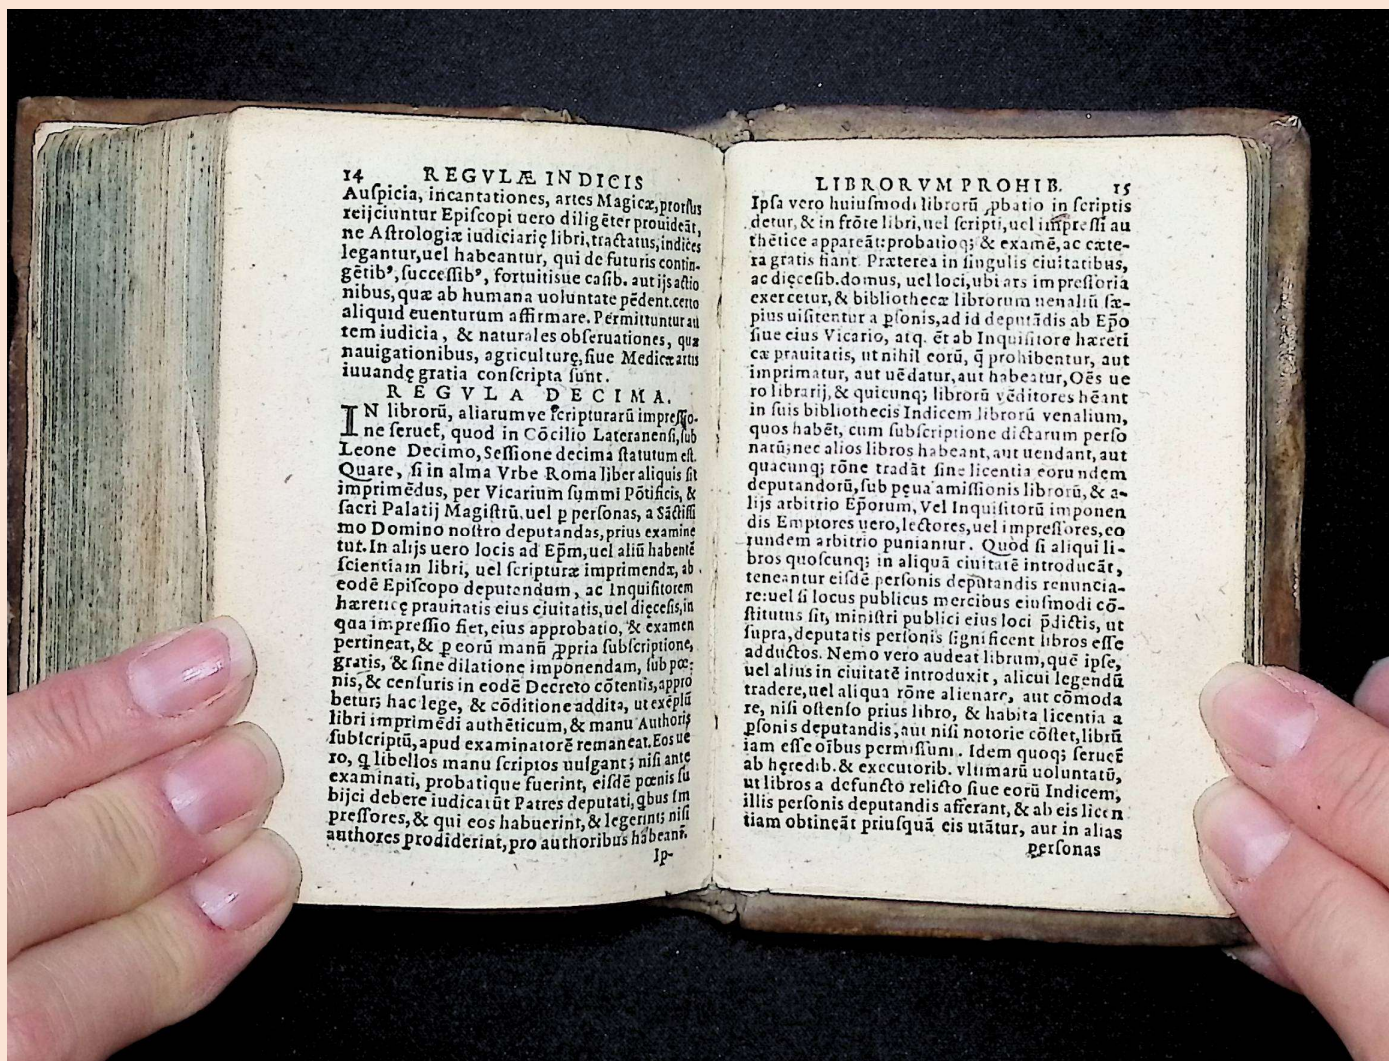 14 REGVLÆ INDICIS
Auſpicia, incantationes, artes Magicæ, prorſus
reijciuntur Epiſcopi uero diligēter prouideāt,
ne Aſtrologiæ iudiciarię libri, tractatus, indices
legantur, uel habeantur, qui de futuris contin-
gētibꝰ, ſucceſſibꝰ, fortuitisue caſib. aut ijs actio
nibus, quæ ab humana uoluntate pēdent. certo
aliquid euenturum affirmare. Permittuntur au
tem iudicia, & naturales obſeruationes, quæ
nauigationibus, agriculturę, ſiue Medicæ artis
iuuandę gratia conſcripta ſunt.
REGVLA DECIMA.
IN librorū, aliarumve ſcripturarū impreſſio-
ne ſeruet̄, quod in Cōcilio Lateranenſi, ſub
Leone Decimo, Seſſione decima ſtatutum eſt.
Quare, ſi in alma Vrbe Roma liber aliquis ſit
imprimēdus, per Vicarium ſummi Pōtificis, &
ſacri Palatij Magiſtrū, uel ꝑ perſonas, a Sāctiſſi
mo Domino noſtro deputandas, prius examine
tur. In alijs uero locis ad Ep̄m, uel aliū habentē
ſcientiam libri, uel ſcripturæ imprimendæ, ab
eodē Epiſcopo deputendum, ac Inquiſitorem
hæreticę prauitatis eius ciuitatis, uel diœceſis, in
qua impreſſio fiet, eius approbatio, & examen
pertineat, & ꝑ eorū manū ꝓpria ſubſcriptione,
gratis, & ſine dilatione imponendam, ſub pœ:
nis, & cenſuris in eodē Decreto cōtentis, appro
betur; hac lege, & cōditione addita, ut exēplū
libri imprimēdi authēticum, & manu Authoris
ſubſcriptū, apud examinatorē remaneat. Eos ue
ro, q libellos manu ſcriptos uulgant; niſi ante
examinati, probatique fuerint, eiſdē pœnis ſu
bijci debere iudicarūt Patres deputati, qbus im
preſſores, & qui eos habuerint, & legerint; niſi
authores prodiderint, pro authoribus habeant̄.
Ip-
LIBRORVM PROHIB. 15
Ipſa vero huiuſmodi librorū ꝓbatio in ſcriptis
detur, & in frōte libri, uel ſcripti, uel impreſſi au
thētice appareāt: probatioq; & examē, ac cæte-
ra gratis fiant. Præterea in ſingulis ciuitatibus,
ac dięceſib. domus, uel loci, ubi ars impreſſoria
exercetur, & bibliothecæ librorum uenaliū ſæ-
pius uiſitentur a ꝑſonis, ad id deputādis ab Ep̄o
ſiue eius Vicario, atq. ēt ab Inquiſitore hæreti
cæ prauitatis, ut nihil eorū, q̄ prohibentur, aut
imprimatur, aut uēdatur, aut habeatur, Oēs ue
ro librarij, & quicunq; librorū vēditores hēant
in ſuis bibliothecis Indicem librorū venalium,
quos habēt, cum ſubſcriptione dictarum perſo
narū; nec alios libros habeant, aut uendant, aut
quacunq; rōne tradāt ſine licentia eorundem
deputandorū, ſub pęna amiſſionis librorū, & a-
lijs arbitrio Ep̄orum, Vel Inquiſitorū imponen
dis Emptores uero, lectores, uel impreſſores, eo
rundem arbitrio puniantur. Quòd ſi aliqui li-
bros quoſcunq; in aliquā ciuitatē introducāt,
teneantur eiſdē perſonis deputandis renuncia-
re: uel ſi locus publicus mercibus eiuſmodi cō-
ſtitutus ſit, miniſtri publici eius loci p̄dictis, ut
ſupra, deputatis perſonis ſignificent libros eſſe
adductos. Nemo vero audeat librum, quē ipſe,
uel alius in ciuitatē introduxit, alicui legendū
tradere, uel aliqua rōne alienare, aut cōmoda
re, niſi oſtenſo prius libro, & habita licentia a
ꝑſonis deputandis, aut niſi notorie cōſtet, librū
iam eſſe oībus permiſſum. Idem quoq; ſeruet̄
ab hęredib. & executorib. vltimarū uoluntatū,
ut libros a defuncto relicto ſiue eorū Indicem,
illis perſonis deputandis afferant, & ab eis licen
tiam obtineāt priuſquā eis utātur, aut in alias
perſonas